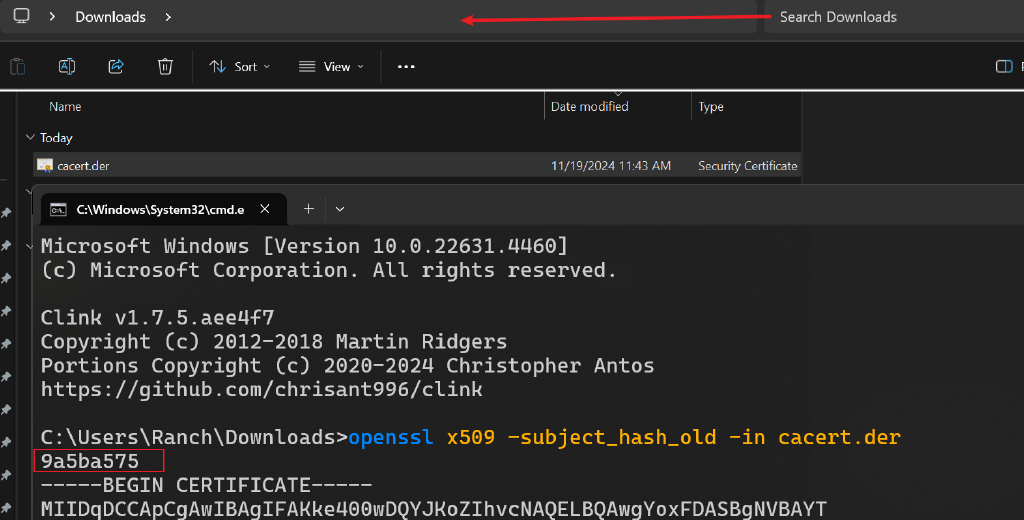 Downloads
Search Downloads
Sort
View
Name
Date modified
Type
Today
cacert.der
11/19/2024 11:43 AM
Security Certificate
C:\Windows\System32\cmd.e
Microsoft Windows [Version 10.0.22631.4460]
(c) Microsoft Corporation. All rights reserved.
Clink v1.7.5.aee4f7
Copyright (c) 2012-2018 Martin Ridgers
Portions Copyright (c) 2020-2024 Christopher Antos
https://github.com/chrisant996/clink
C:\Users\Ranch\Downloads>openssl x509 -subject_hash_old -in cacert.der
9a5ba575
-----BEGIN CERTIFICATE-----
MIIDqDCCApCgAwIBAgIFAKke400wDQYJKoZIhvcNAQELBQAwgYoxFDASBgNVBAYT